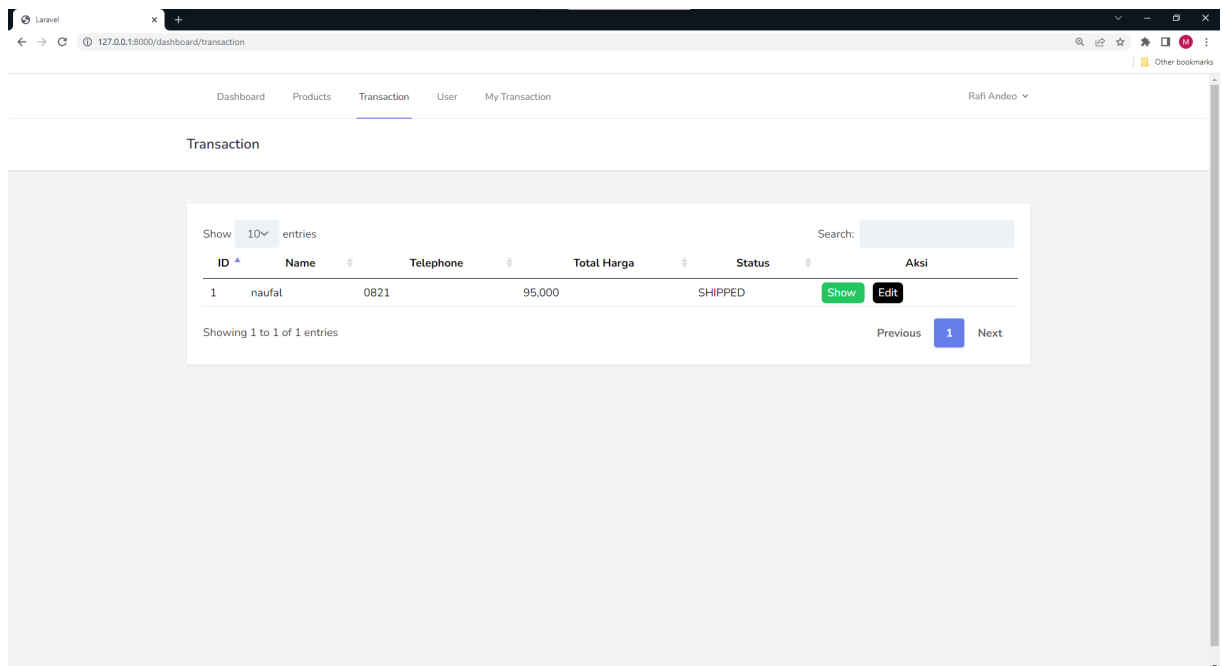 Laravel
127.0.0.1:8000/dashboard/transaction
M
Other bookmarks
Dashboard Products Transaction User My Transaction Rafi Andeo
Transaction
Show 10 entries Search:
ID Name Telephone Total Harga Status Aksi
1 naufal 0821 95,000 SHIPPED Show Edit
Showing 1 to 1 of 1 entries Previous 1 Next